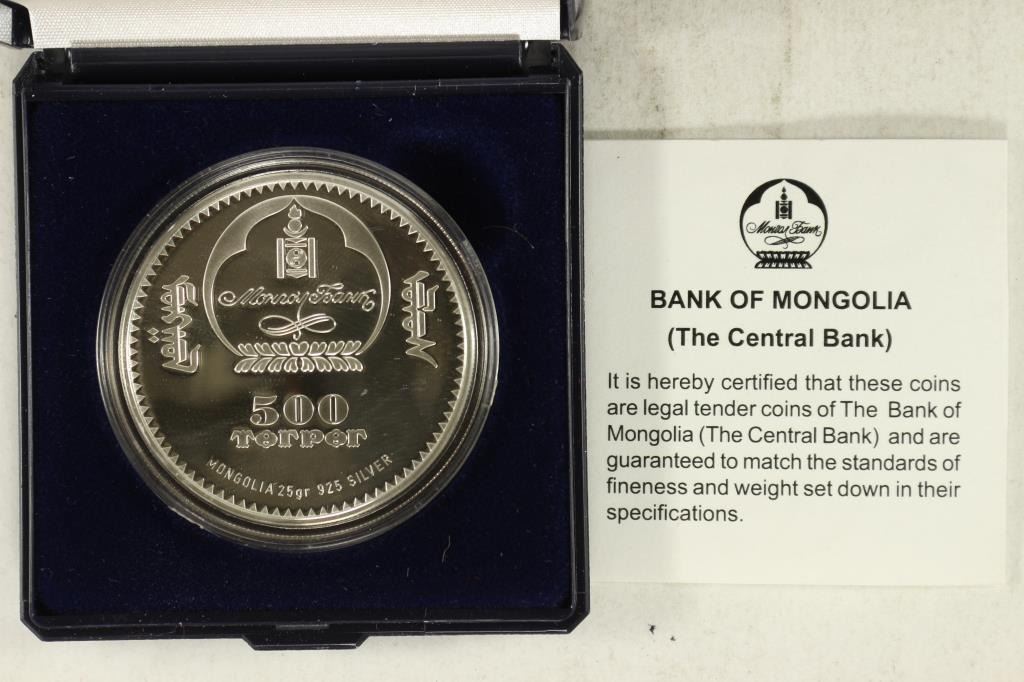 Монгол Банк
500
ТӨГРӨГ
MONGOLIA 25gr 925 SILVER
Монгол Банк
BANK OF MONGOLIA
(The Central Bank)
It is hereby certified that these coins
are legal tender coins of The Bank of
Mongolia (The Central Bank) and are
guaranteed to match the standards of
fineness and weight set down in their
specifications.